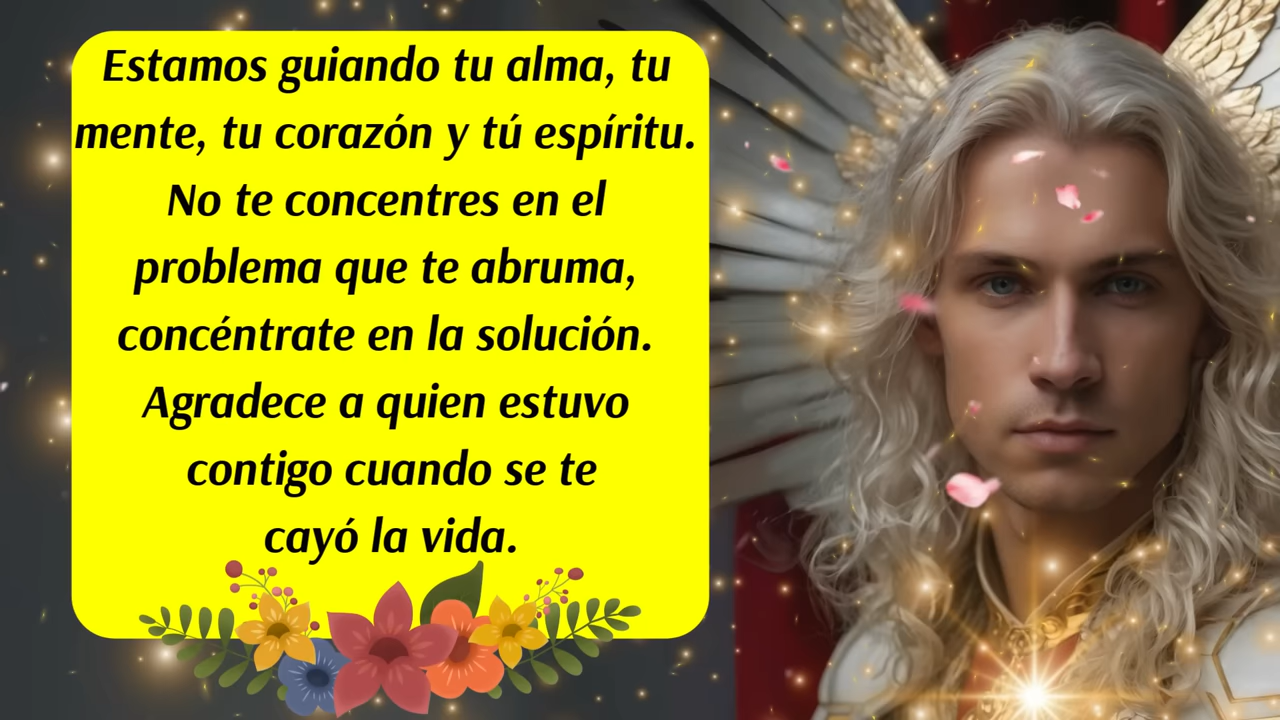 Estamos guiando tu alma, tu
mente, tu corazón y tú espíritu.
No te concentres en el
problema que te abruma,
concéntrate en la solución.
Agradece a quien estuvo
contigo cuando se te
cayó la vida.